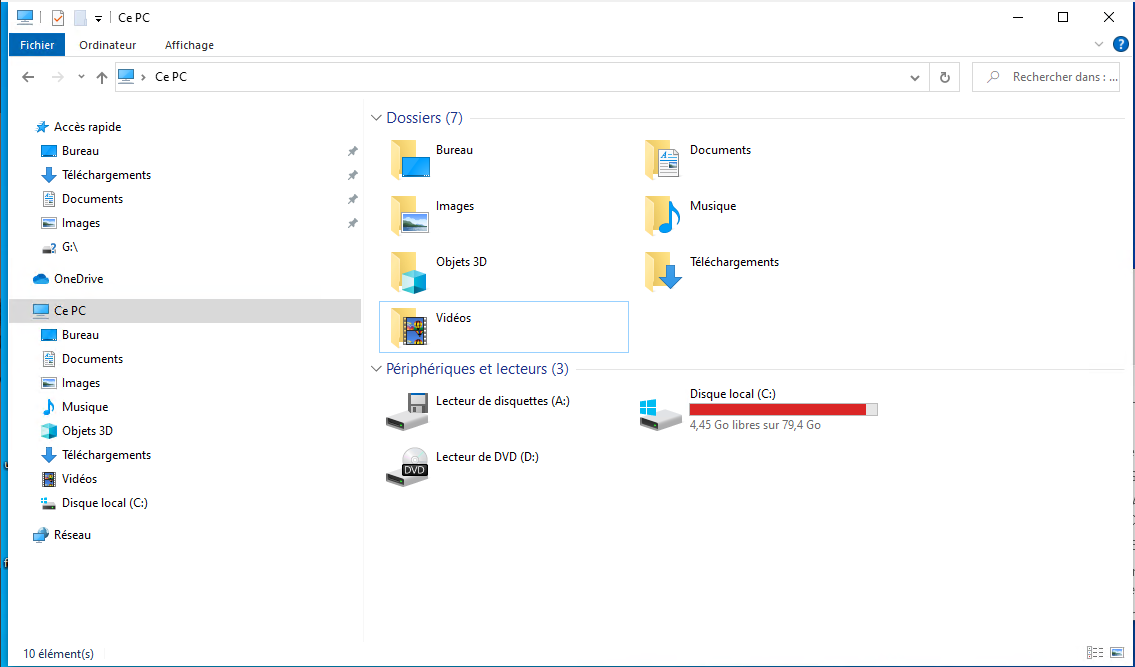 Ce PC
Fichier
Ordinateur
Affichage
?
Ce PC
Rechercher dans : ...
Accès rapide
Bureau
Téléchargements
Documents
Images
G:\
OneDrive
Ce PC
Bureau
Documents
Images
Musique
Objets 3D
Téléchargements
Vidéos
Disque local (C:)
Réseau
Dossiers (7)
Bureau
Documents
Images
Musique
Objets 3D
Téléchargements
Vidéos
Périphériques et lecteurs (3)
Lecteur de disquettes (A:)
Disque local (C:)
4,45 Go libres sur 79,4 Go
DVD
Lecteur de DVD (D:)
10 élément(s)